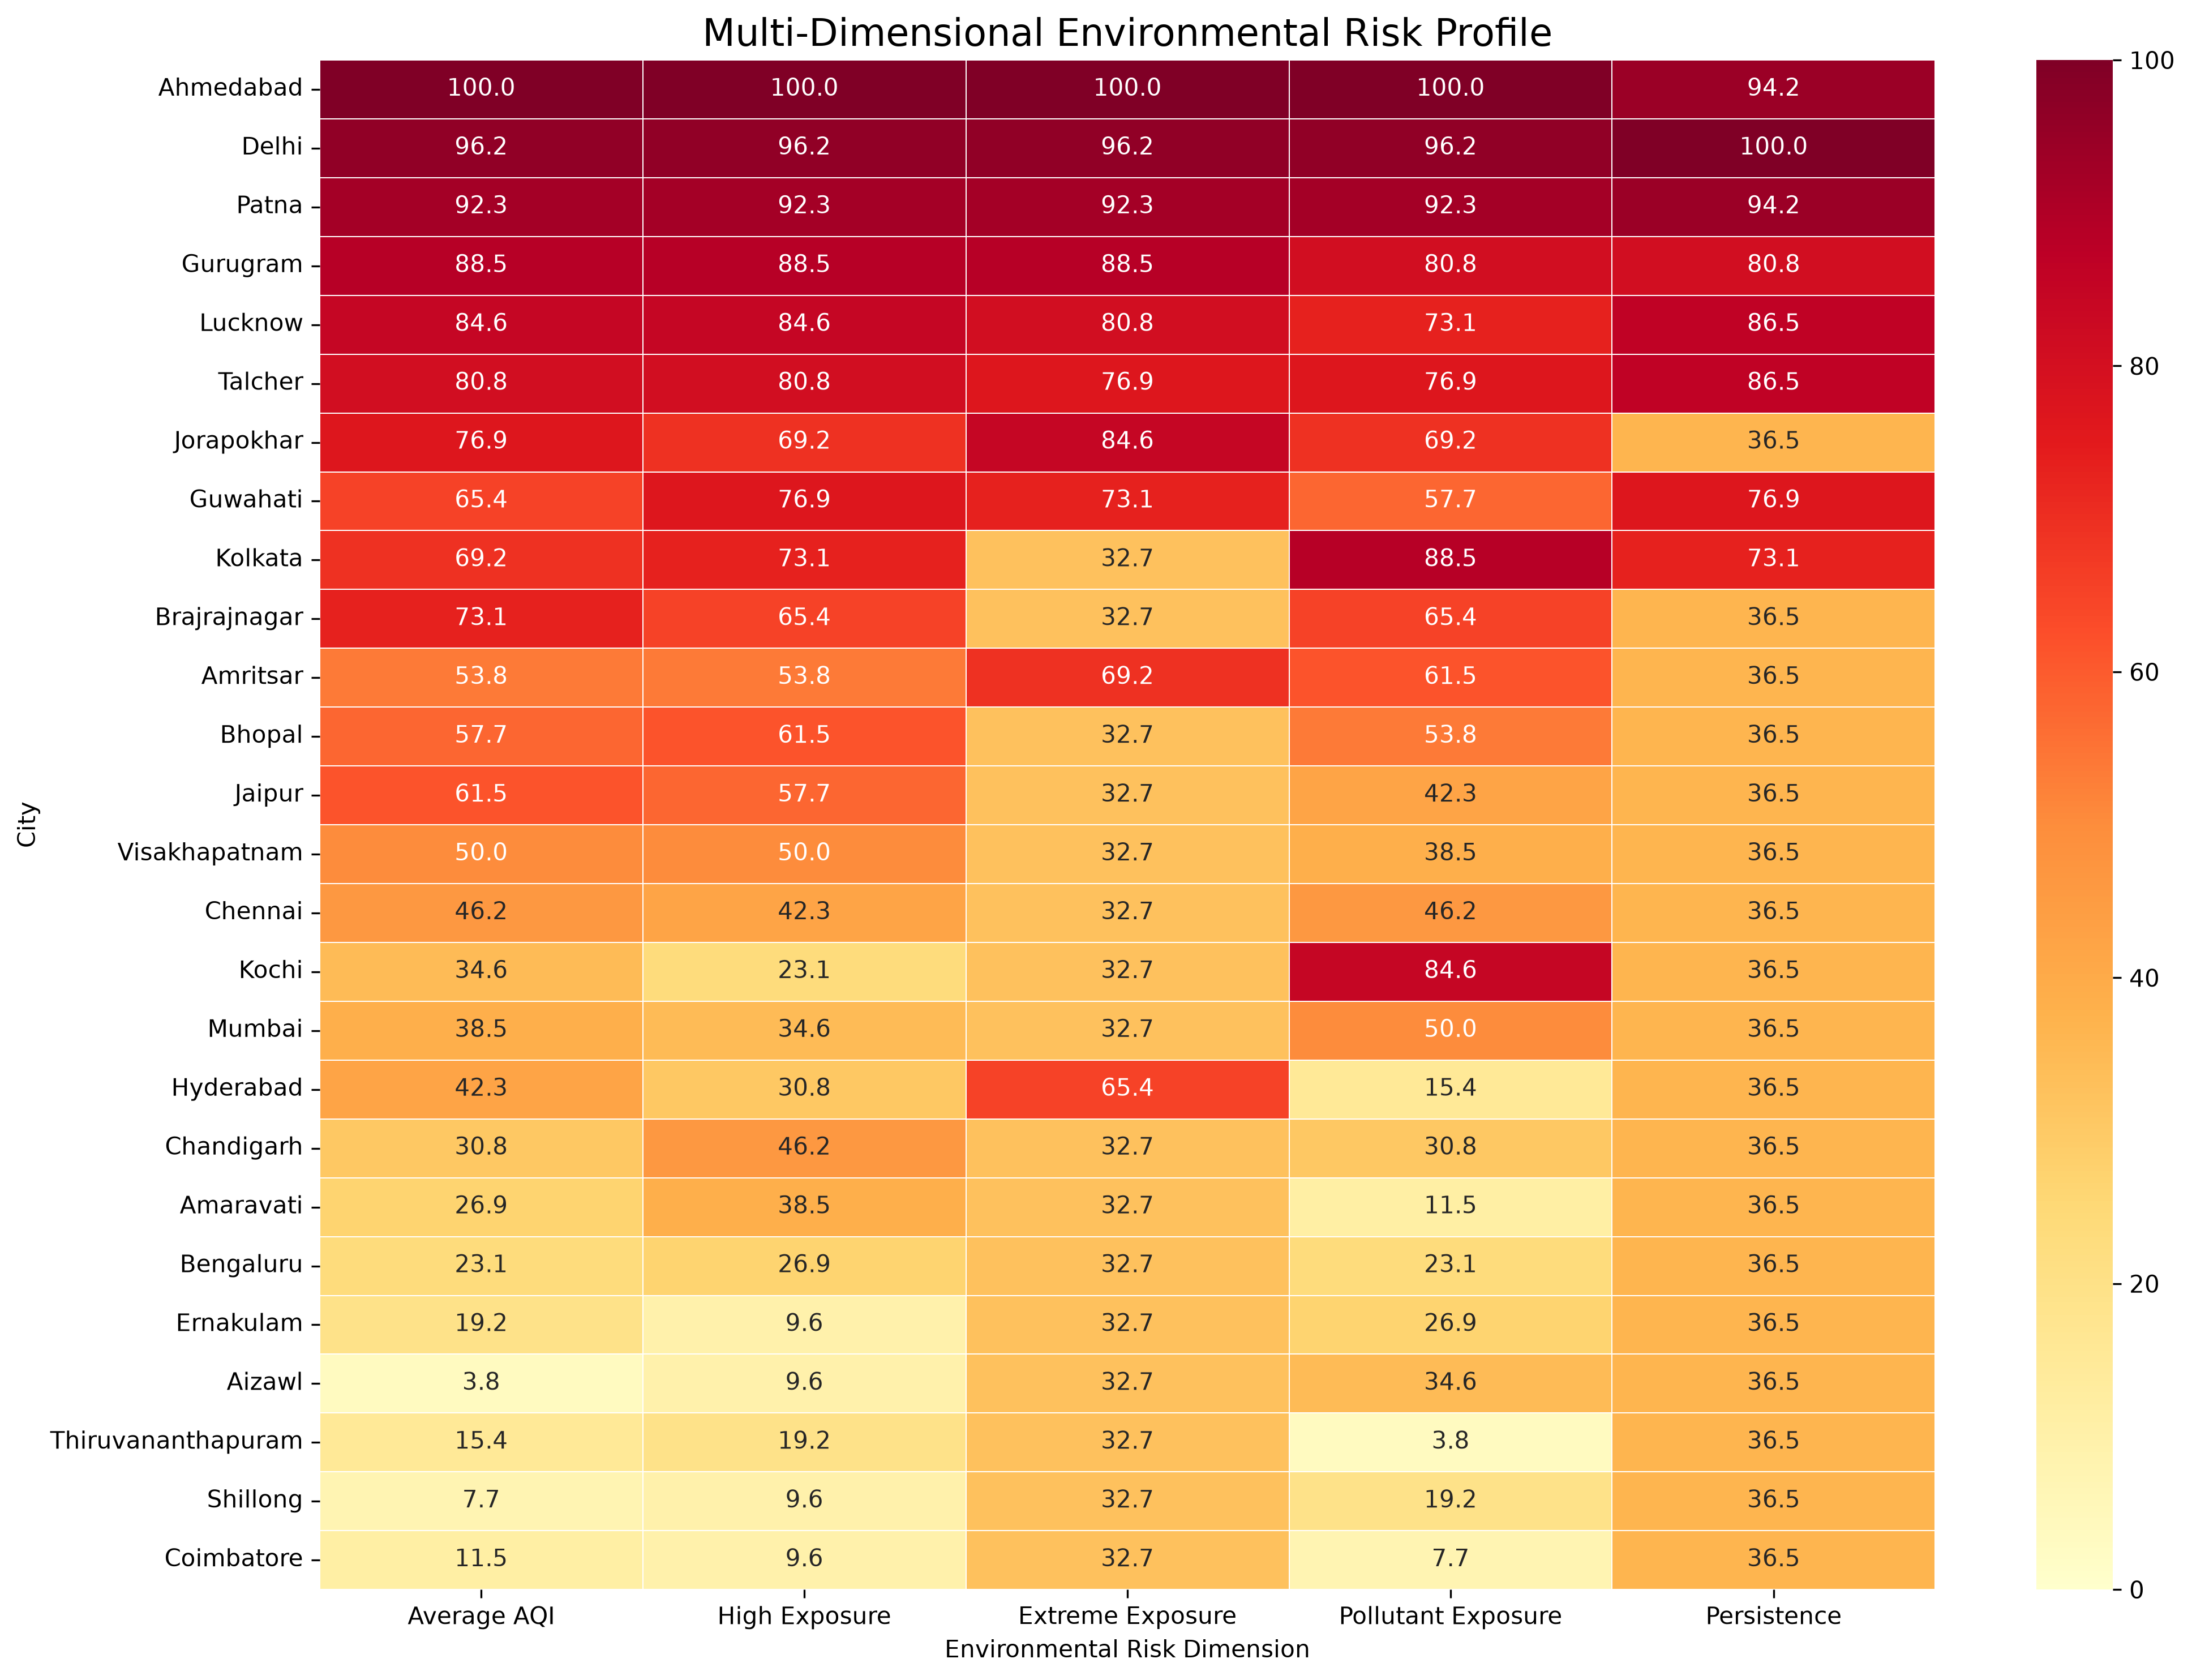 Multi-Dimensional Environmental Risk Profile
Ahmedabad 100.0 100.0 100.0 100.0 94.2
Delhi 96.2 96.2 96.2 96.2 100.0
Patna 92.3 92.3 92.3 92.3 94.2
Gurugram 88.5 88.5 88.5 80.8 80.8
Lucknow 84.6 84.6 80.8 73.1 86.5
Talcher 80.8 80.8 76.9 76.9 86.5
Jorapokhar 76.9 69.2 84.6 69.2 36.5
Guwahati 65.4 76.9 73.1 57.7 76.9
Kolkata 69.2 73.1 32.7 88.5 73.1
Brajrajnagar 73.1 65.4 32.7 65.4 36.5
Amritsar 53.8 53.8 69.2 61.5 36.5
Bhopal 57.7 61.5 32.7 53.8 36.5
Jaipur 61.5 57.7 32.7 42.3 36.5
Visakhapatnam 50.0 50.0 32.7 38.5 36.5
Chennai 46.2 42.3 32.7 46.2 36.5
Kochi 34.6 23.1 32.7 84.6 36.5
Mumbai 38.5 34.6 32.7 50.0 36.5
Hyderabad 42.3 30.8 65.4 15.4 36.5
Chandigarh 30.8 46.2 32.7 30.8 36.5
Amaravati 26.9 38.5 32.7 11.5 36.5
Bengaluru 23.1 26.9 32.7 23.1 36.5
Ernakulam 19.2 9.6 32.7 26.9 36.5
Aizawl 3.8 9.6 32.7 34.6 36.5
Thiruvananthapuram 15.4 19.2 32.7 3.8 36.5
Shillong 7.7 9.6 32.7 19.2 36.5
Coimbatore 11.5 9.6 32.7 7.7 36.5
Average AQI High Exposure Extreme Exposure Pollutant Exposure Persistence
Environmental Risk Dimension
City
100
80
60
40
20
0